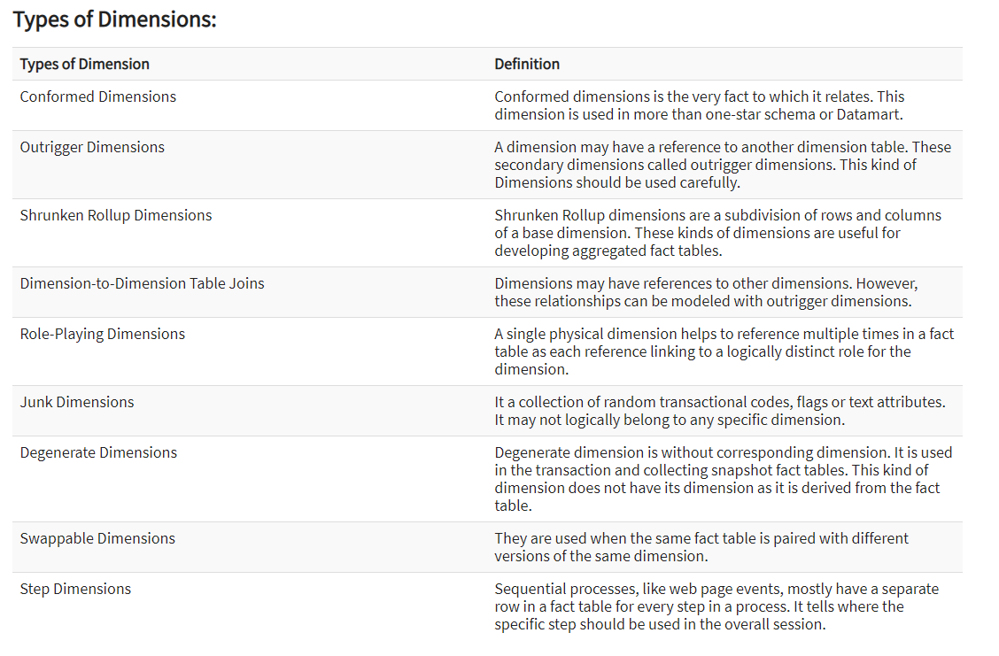 Types of Dimensions:
Types of Dimension
Definition
Conformed Dimensions
Conformed dimensions is the very fact to which it relates. This
dimension is used in more than one-star schema or Datamart.
Outrigger Dimensions
A dimension may have a reference to another dimension table. These
secondary dimensions called outrigger dimensions. This kind of
Dimensions should be used carefully.
Shrunken Rollup Dimensions
Shrunken Rollup dimensions are a subdivision of rows and columns
of a base dimension. These kinds of dimensions are useful for
developing aggregated fact tables.
Dimension-to-Dimension Table Joins
Dimensions may have references to other dimensions. However,
these relationships can be modeled with outrigger dimensions.
Role-Playing Dimensions
A single physical dimension helps to reference multiple times in a fact
table as each reference linking to a logically distinct role for the
dimension.
Junk Dimensions
It a collection of random transactional codes, flags or text attributes.
It may not logically belong to any specific dimension.
Degenerate Dimensions
Degenerate dimension is without corresponding dimension. It is used
in the transaction and collecting snapshot fact tables. This kind of
dimension does not have its dimension as it is derived from the fact
table.
Swappable Dimensions
They are used when the same fact table is paired with different
versions of the same dimension.
Step Dimensions
Sequential processes, like web page events, mostly have a separate
row in a fact table for every step in a process. It tells where the
specific step should be used in the overall session.